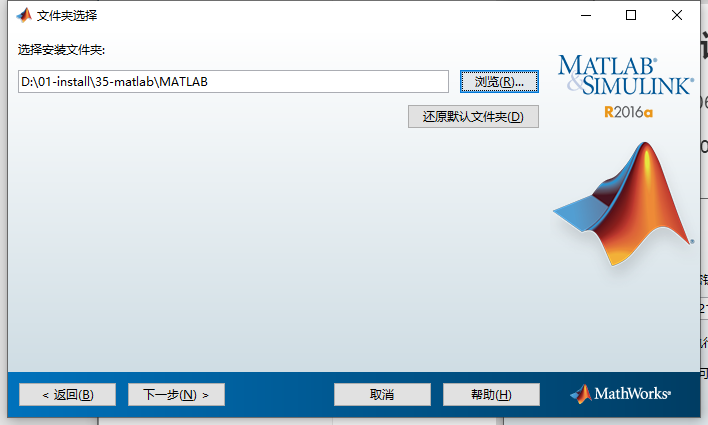 文件夹选择
选择安装文件夹:
D:\01-install\35-matlab\MATLAB
浏览(R)...
还原默认文件夹(D)
MATLAB®
&SIMULINK®
R2016a
< 返回(B)
下一步(N) >
取消
帮助(H)
MathWorks®